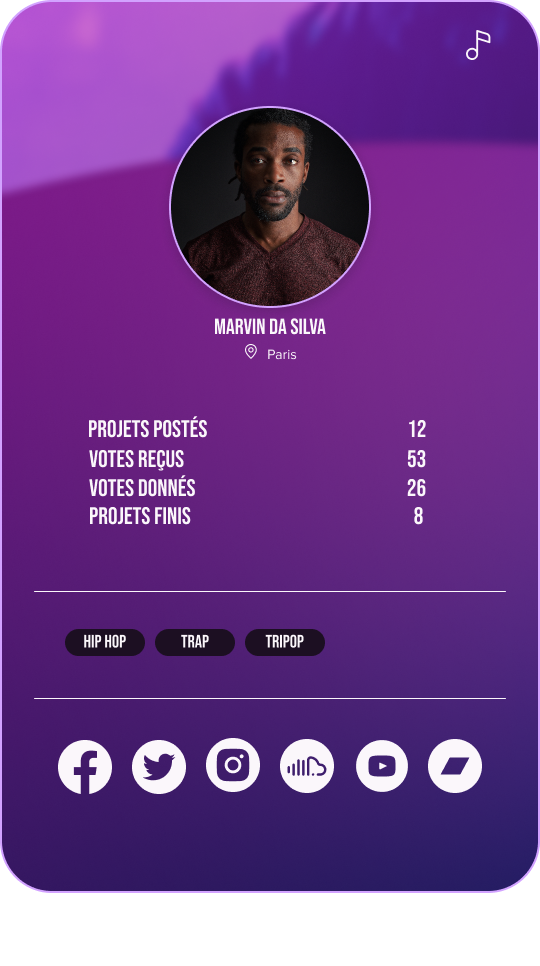 MARVIN DA SILVA
Paris
PROJETS POSTÉS 12
VOTES REÇUS 53
VOTES DONNÉS 26
PROJETS FINIS 8
HIP HOP TRAP TRIPOP